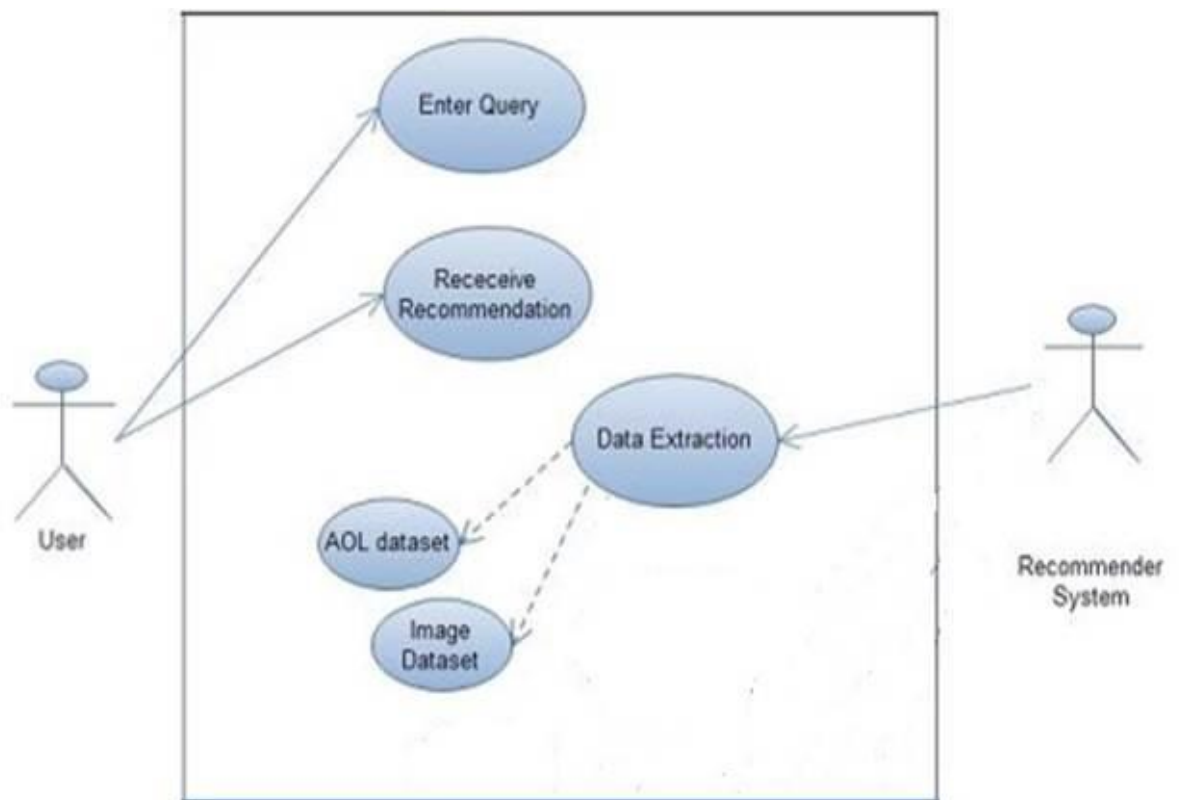 Enter Query
Receceive
Recommendation
Data Extraction
AOL dataset
Image
Dataset
User
Recommender
System